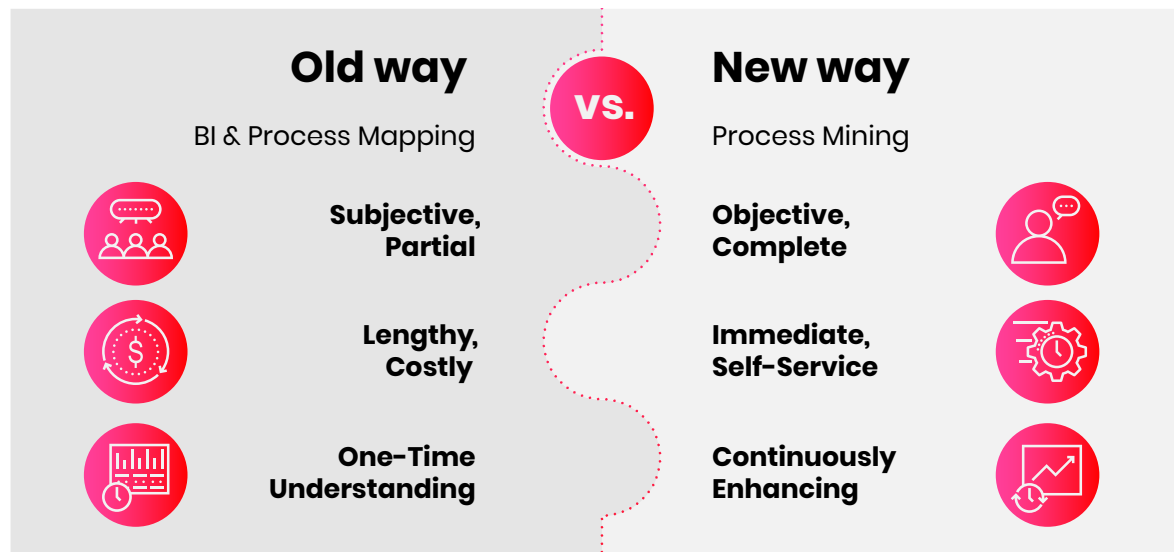 Old way
BI & Process Mapping
Subjective,
Partial
Lengthy,
Costly
One-Time
Understanding
vs.
New way
Process Mining
Objective,
Complete
Immediate,
Self-Service
Continuously
Enhancing
$